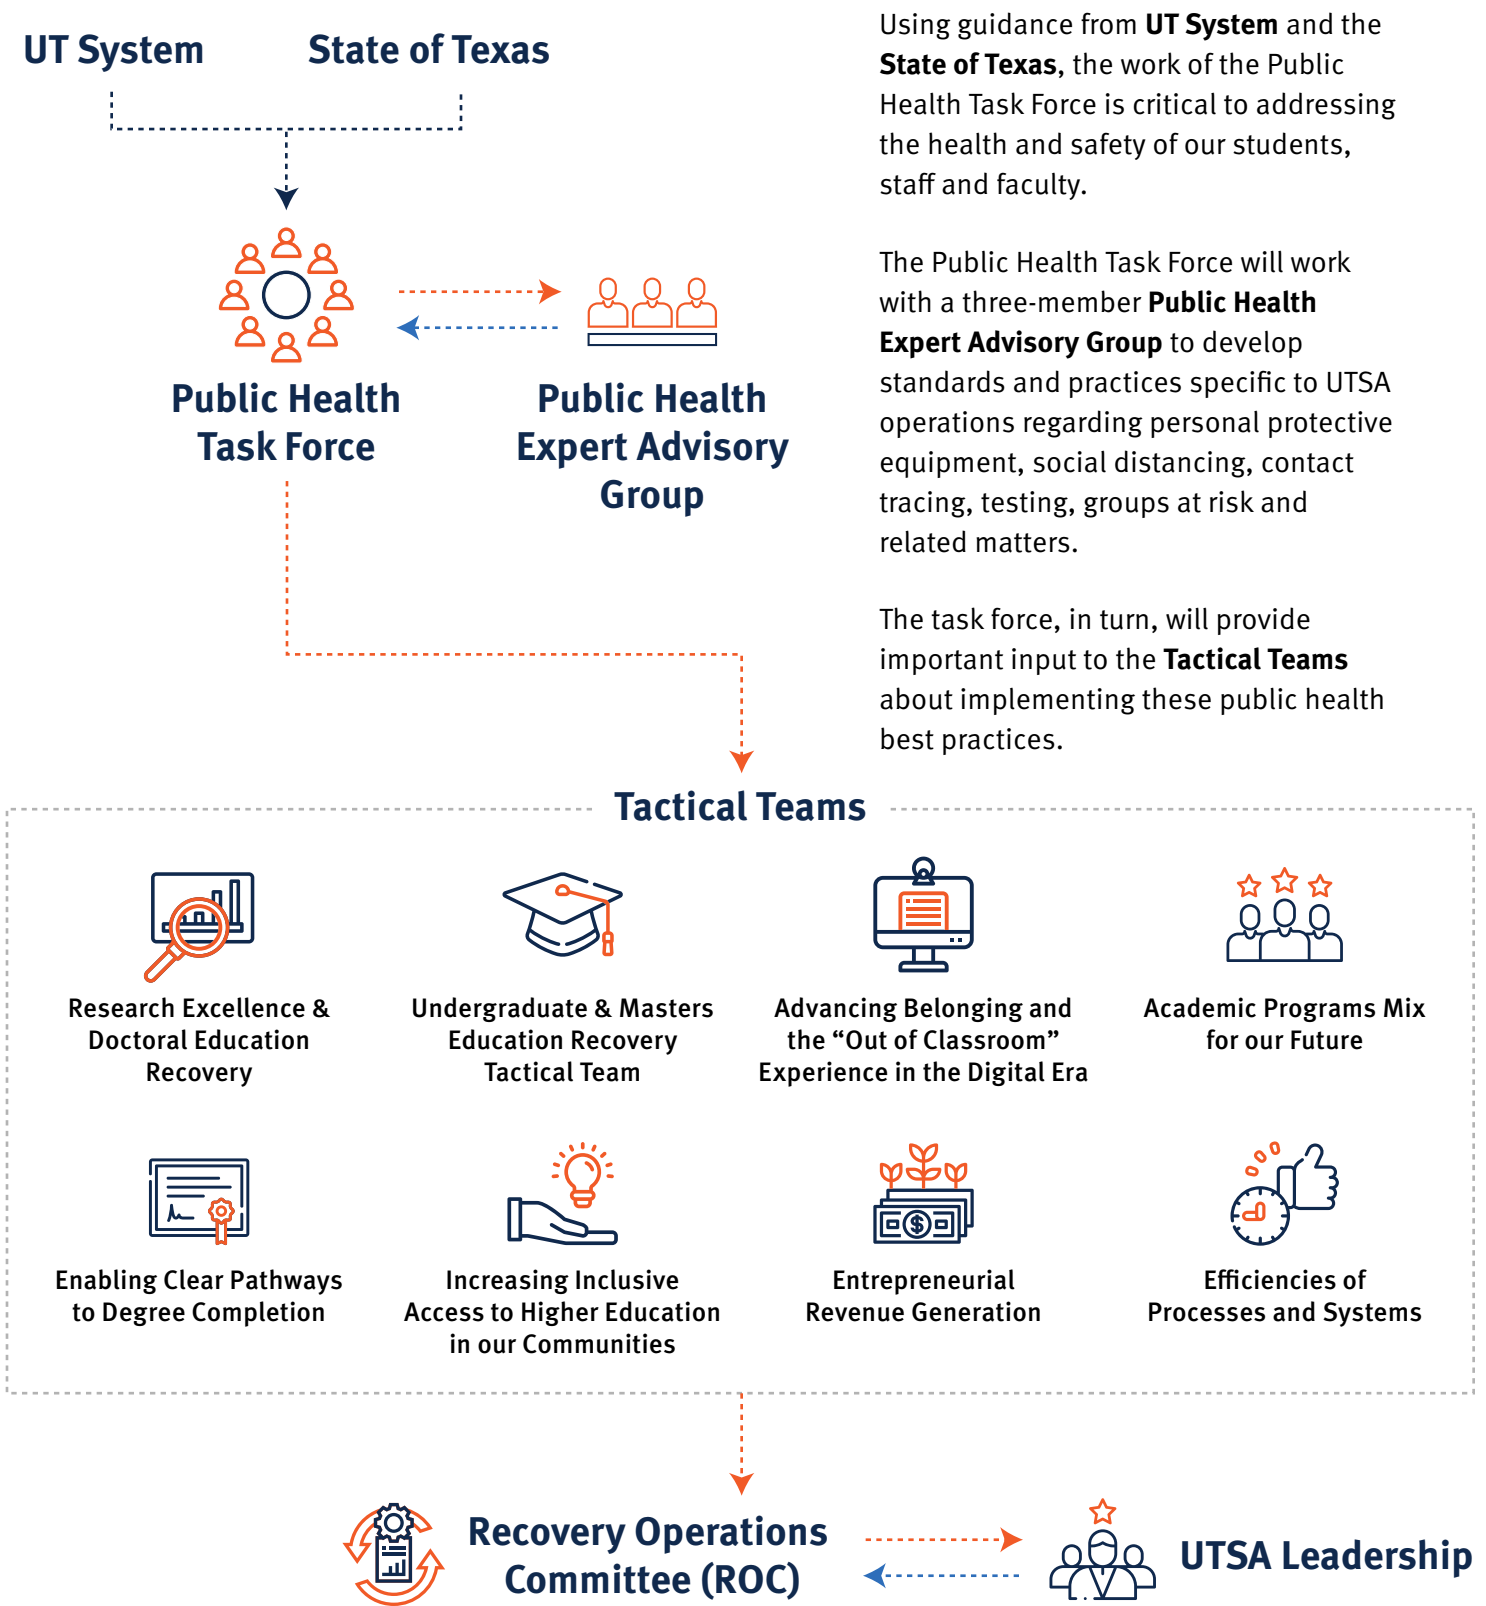 UT System
State of Texas
Using guidance from UT System and the
State of Texas, the work of the Public
Health Task Force is critical to addressing
the health and safety of our students,
staff and faculty.
The Public Health Task Force will work
with a three-member Public Health
Expert Advisory Group to develop
standards and practices specific to UTSA
operations regarding personal protective
equipment, social distancing, contact
tracing, testing, groups at risk and
related matters.
The task force, in turn, will provide
important input to the Tactical Teams
about implementing these public health
best practices.
Public Health
Task Force
Public Health
Expert Advisory
Group
Tactical Teams
Research Excellence &
Doctoral Education
Recovery
Undergraduate & Masters
Education Recovery
Tactical Team
Advancing Belonging and
the “Out of Classroom”
Experience in the Digital Era
Academic Programs Mix
for our Future
Enabling Clear Pathways
to Degree Completion
Increasing Inclusive
Access to Higher Education
in our Communities
$
Entrepreneurial
Revenue Generation
Efficiencies of
Processes and Systems
Recovery Operations
Committee (ROC)
UTSA Leadership